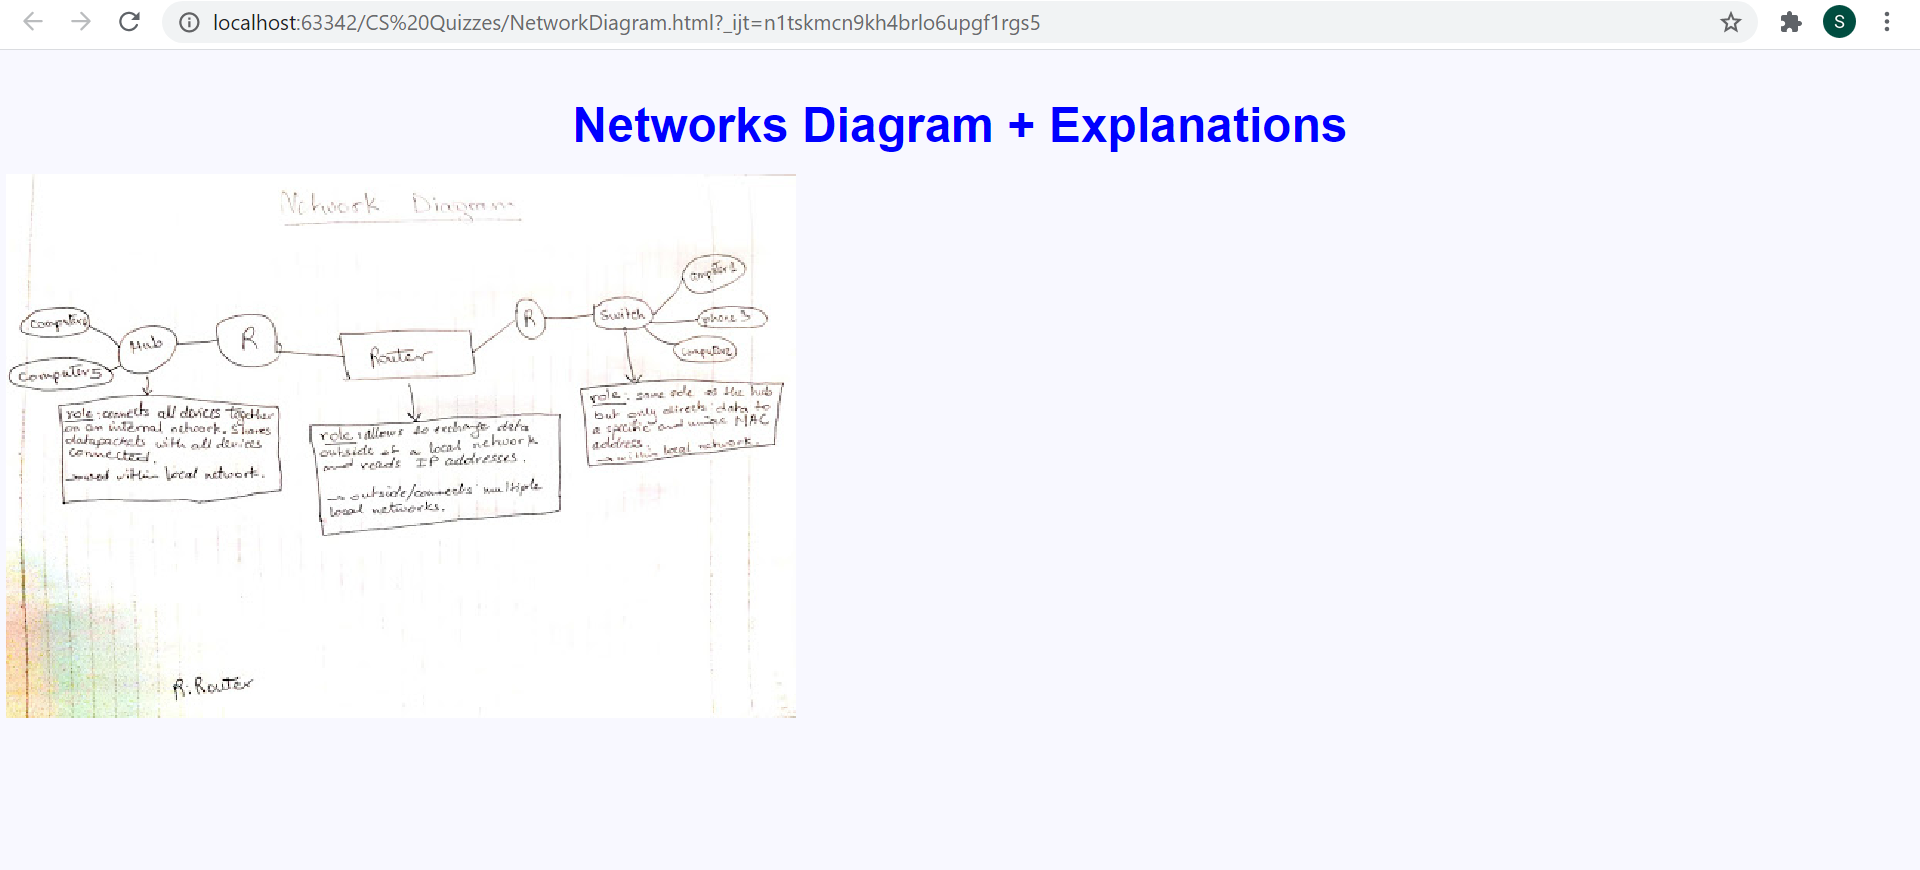 localhost:63342/CS%20Quizzes/NetworkDiagram.html?_ijt=n1tskmcn9kh4brlo6upgf1rgs5
S
Networks Diagram + Explanations
Network Diagram
Computer
Computer 5
Hub
R
Router
R
Switch
phone 3
Computer2
role: connects all devices together
on an internal network. Shares
datapackets with all devices
connected.
→ used within local network.
role: allows to exchange data
outside of a local network
and reads IP addresses.
→ outside/connects multiple
local networks.
role: same role as the hub
but only directs data to
a specific and unique MAC
address.
→ within local network.
R: Router